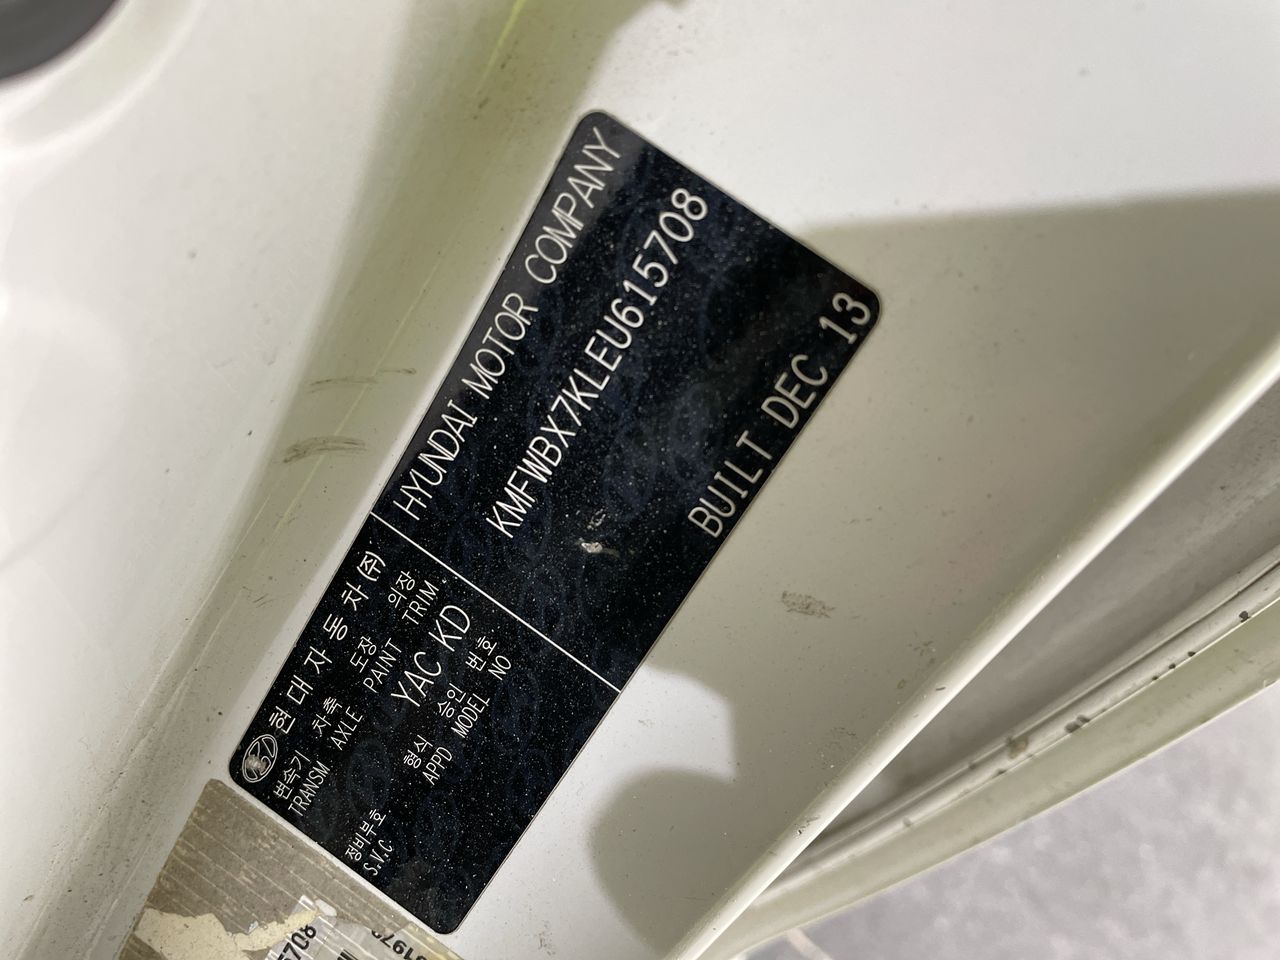 현대자동차(주)
변속기 차축 도장 의장
TRANSM AXLE PAINT TRIM
YAC KD
정비부호 형식 승인 번호
S.V.C APPD MODEL NO
HYUNDAI MOTOR COMPANY
KMFWBX7KLEU615708
BUILT DEC 13
5708